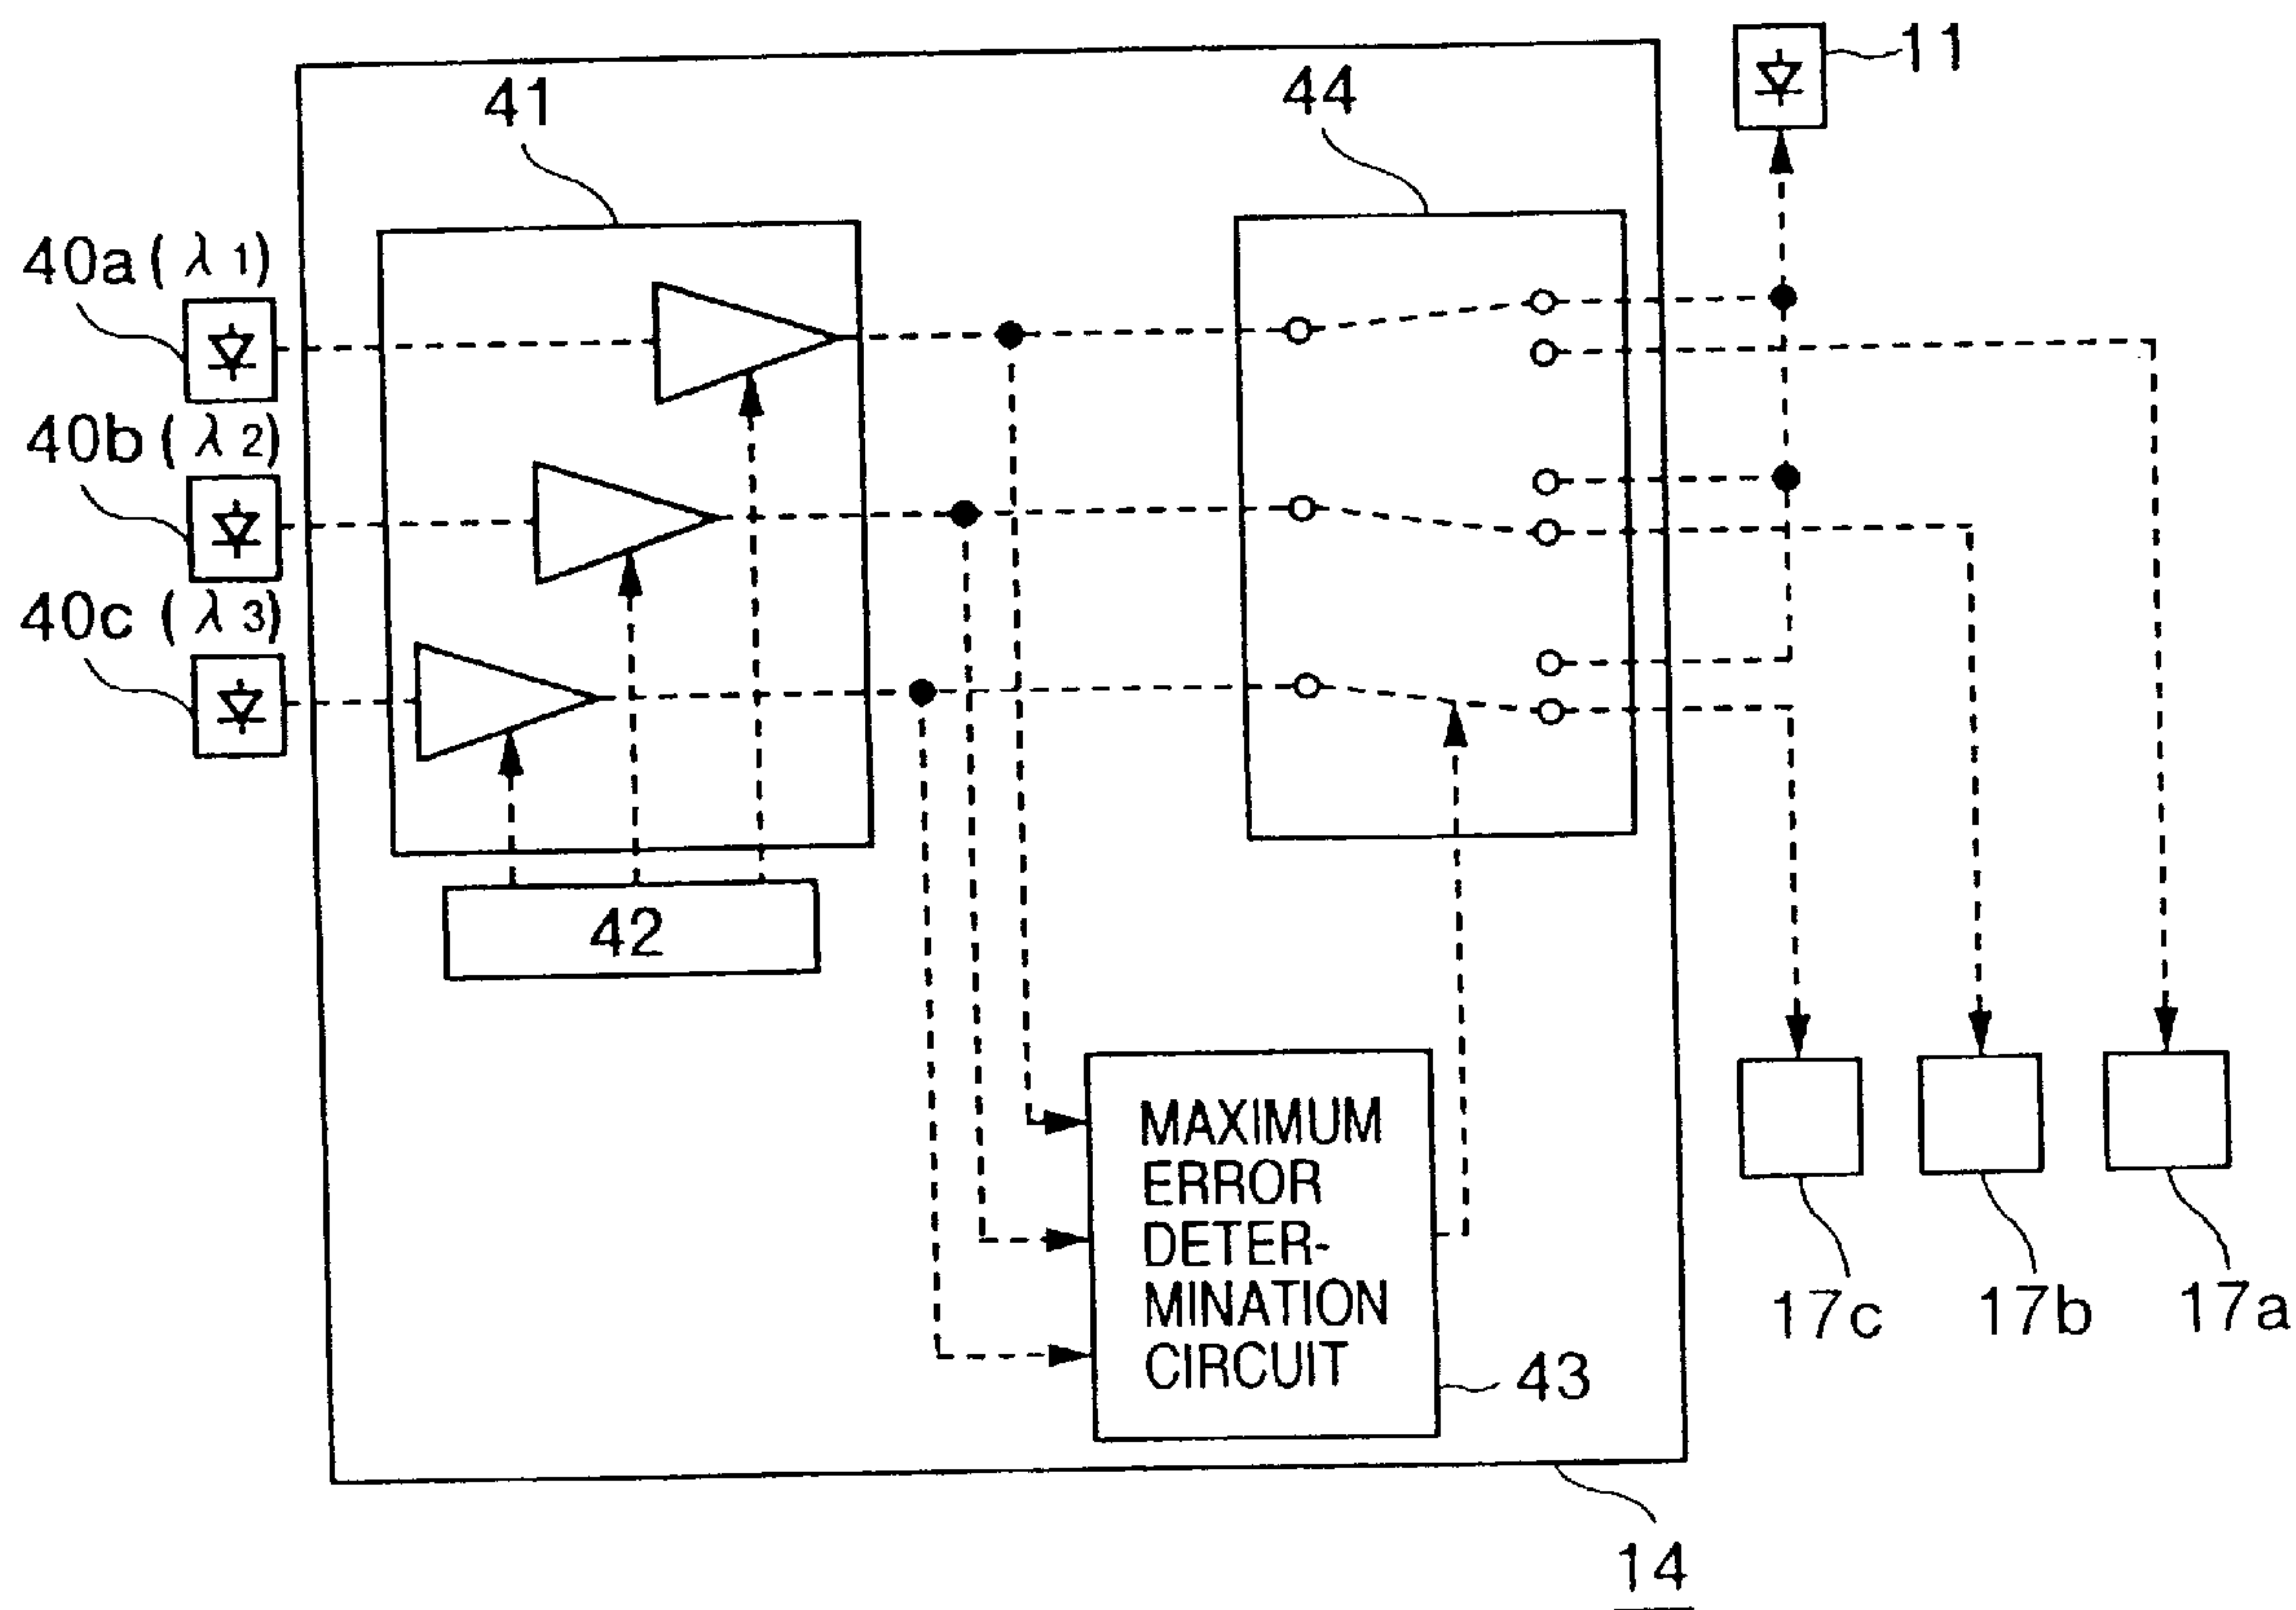 11
41
44
40a (λ1)
40b (λ2)
40c (λ3)
42
MAXIMUM
ERROR
DETER-
MINATION
CIRCUIT
43
17c
17b
17a
14